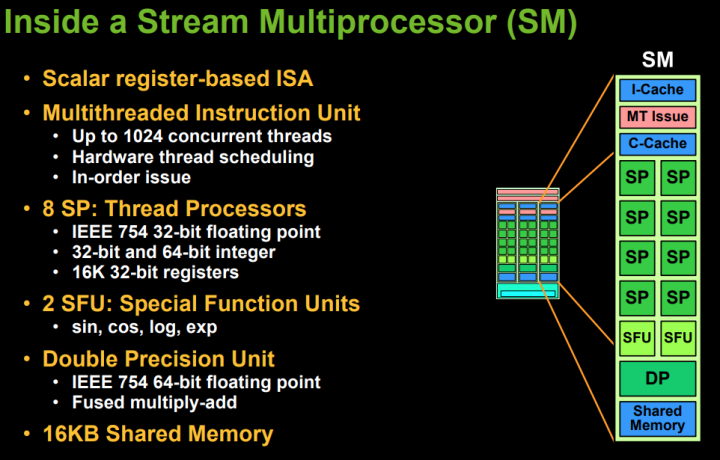 Inside a Stream Multiprocessor (SM)
• Scalar register-based ISA
• Multithreaded Instruction Unit
• Up to 1024 concurrent threads
• Hardware thread scheduling
• In-order issue
• 8 SP: Thread Processors
• IEEE 754 32-bit floating point
• 32-bit and 64-bit integer
• 16K 32-bit registers
• 2 SFU: Special Function Units
• sin, cos, log, exp
• Double Precision Unit
• IEEE 754 64-bit floating point
• Fused multiply-add
• 16KB Shared Memory
SM
I-Cache
MT Issue
C-Cache
SP SP
SP SP
SP SP
SP SP
SFU SFU
DP
Shared
Memory